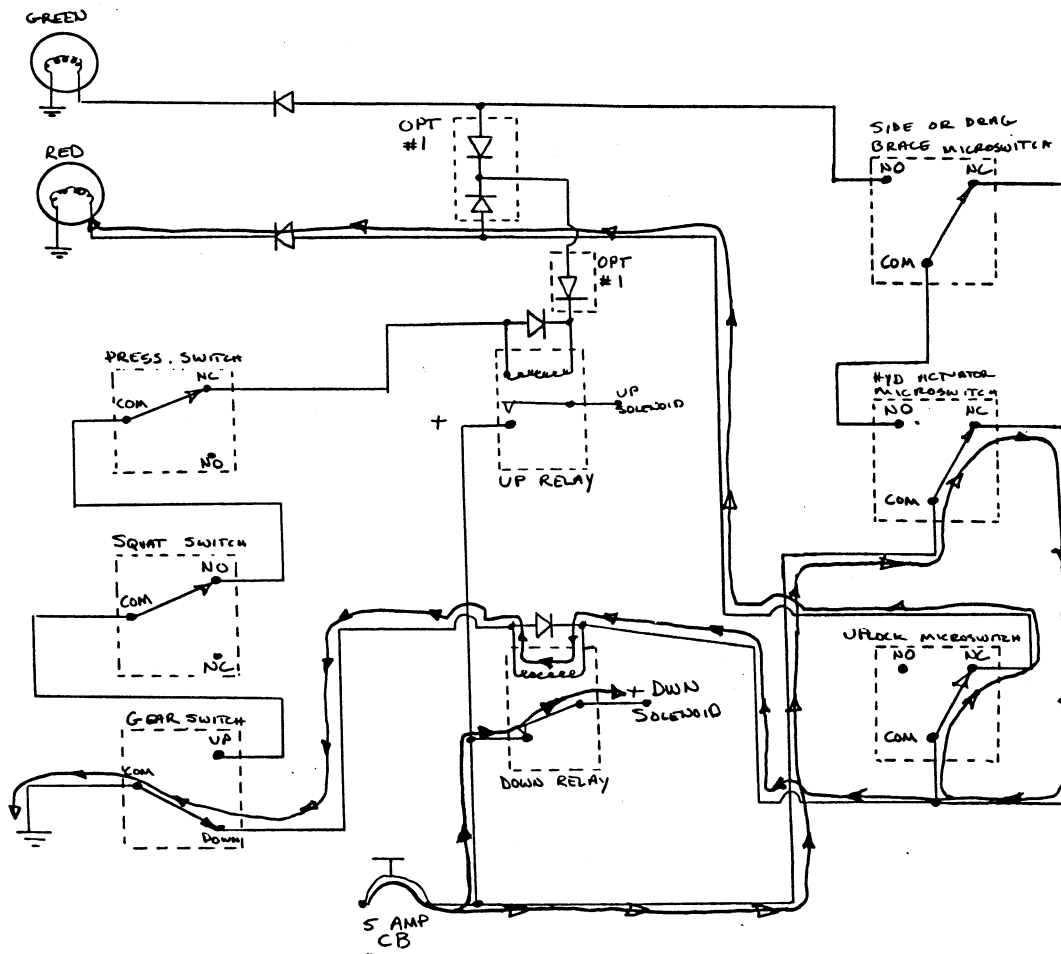 GREEN
RED
OPT
#1
OPT
#1
SIDE OR DRAG
BRACE MICROSWITCH
NO
NC
COM
PRESS. SWITCH
NC
COM
NO
+
UP
SOLENOID
UP RELAY
HYD ACTUATOR
MICROSWITCH
NO
NC
COM
SQUAT SWITCH
NO
COM
NC
UPLOCK MICROSWITCH
NO
NC
COM
GEAR SWITCH
UP
COM
DOWN
+ DWN
SOLENOID
DOWN RELAY
5 AMP
CB